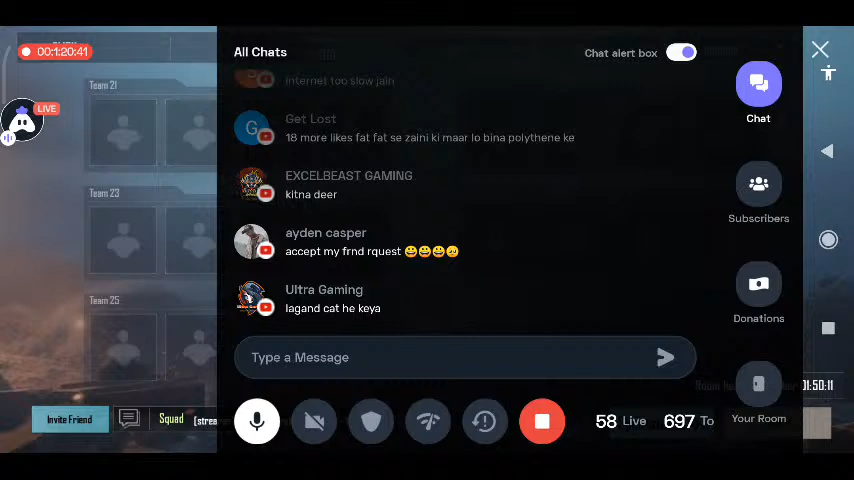 00:1:20:41
All Chats
Chat alert box
internet too slow jain
Get Lost
18 more likes fat fat se zaini ki maar lo bina polythene ke
EXCELBEAST GAMING
kitna deer
ayden casper
accept my frnd rquest 😀😀😀🥺
Ultra Gaming
lagand cat he keya
Type a Message
58 Live
697 To
Chat
Subscribers
Donations
Your Room
LIVE
Team 21
Team 23
Team 25
Invite Friend
Squad
[strea
Room
01:50:11
G